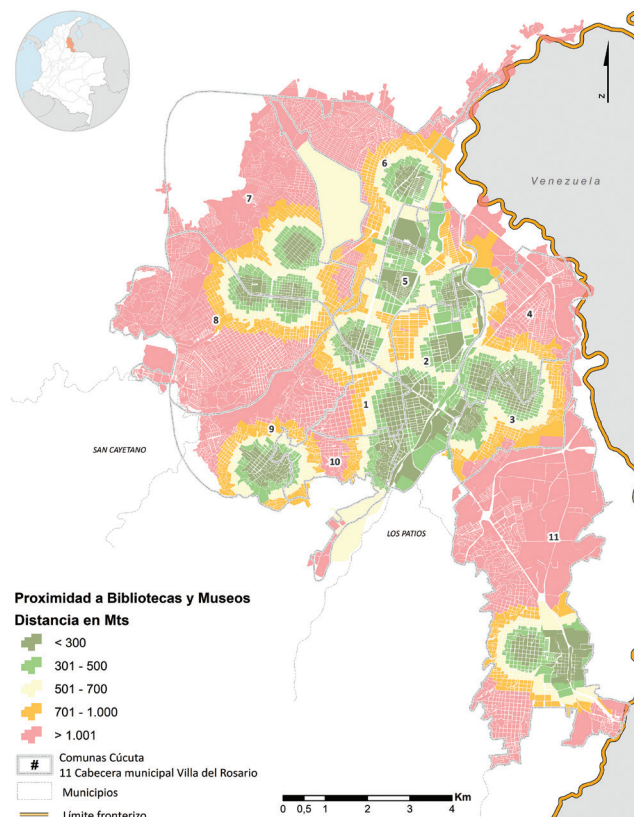 N
Venezuela
6
7
5
4
8
2
1
3
9
SAN CAYETANO
10
LOS PATIOS
11
Proximidad a Bibliotecas y Museos
Distancia en Mts
< 300
301 - 500
501 - 700
701 - 1.000
> 1.001
# Comunas Cúcuta
11 Cabecera municipal Villa del Rosario
Municipios
Límite fronterizo
Km
0 0,5 1 2 3 4